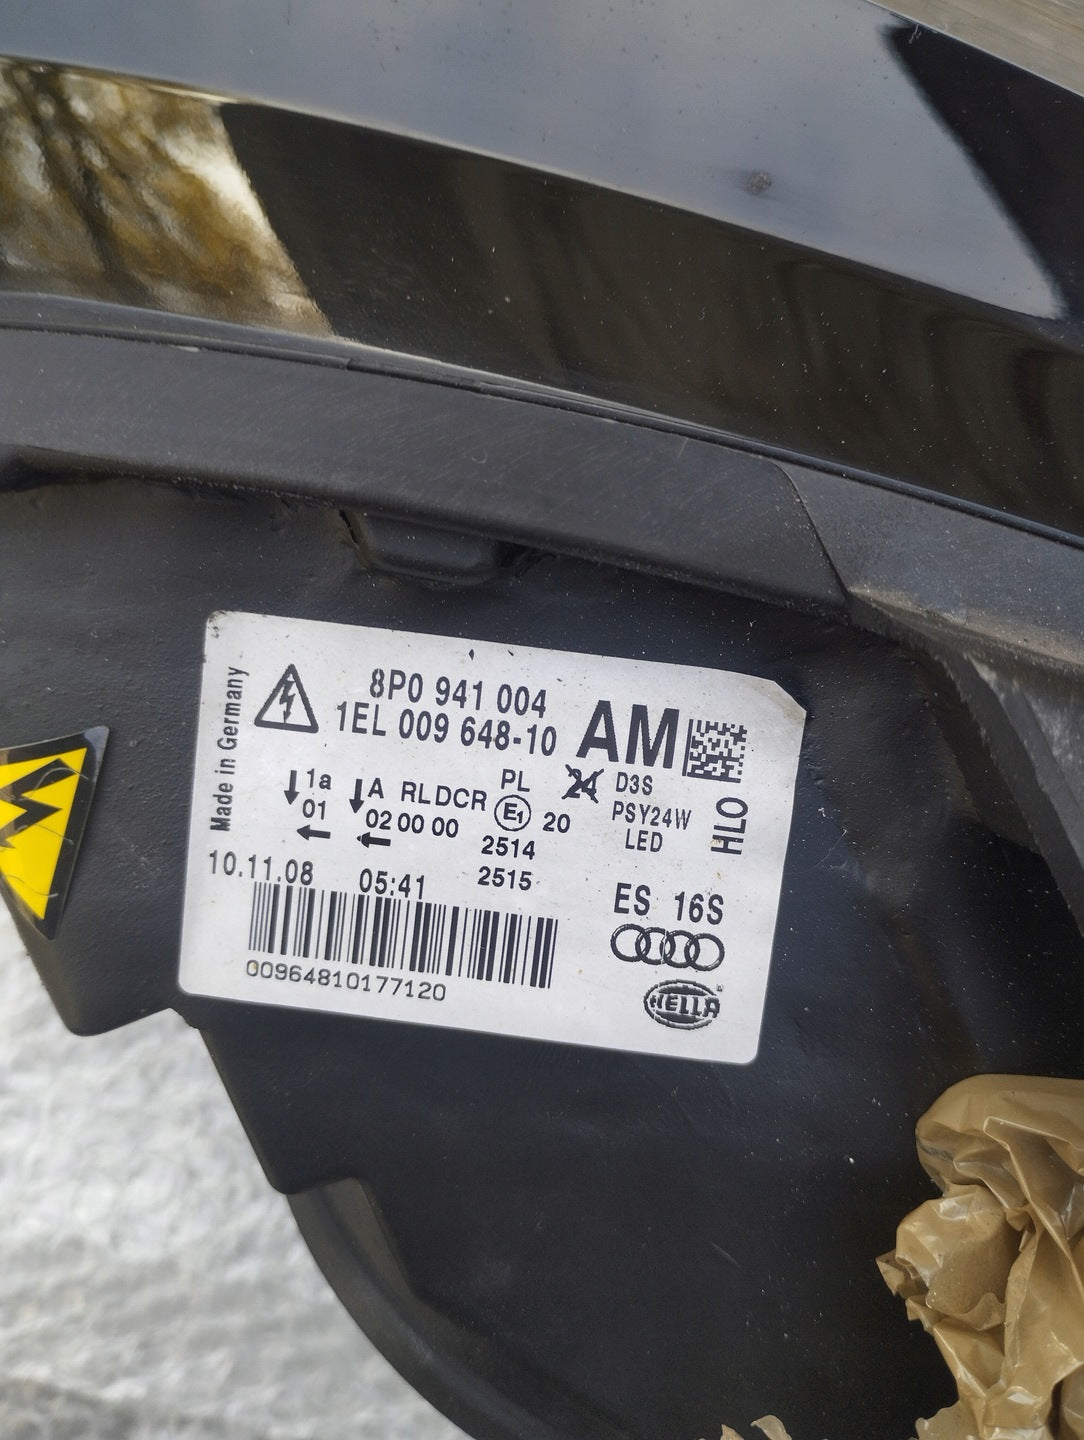 Made in Germany
8P0 941 004
1EL 009 648-10
AM
1a
01
A RLDCR
02 00 00
PL
E1
20
2514
2515
24
D3S
PSY24W
LED
HLO
10.11.08
05:41
00964810177120
ES 16S
HELLA